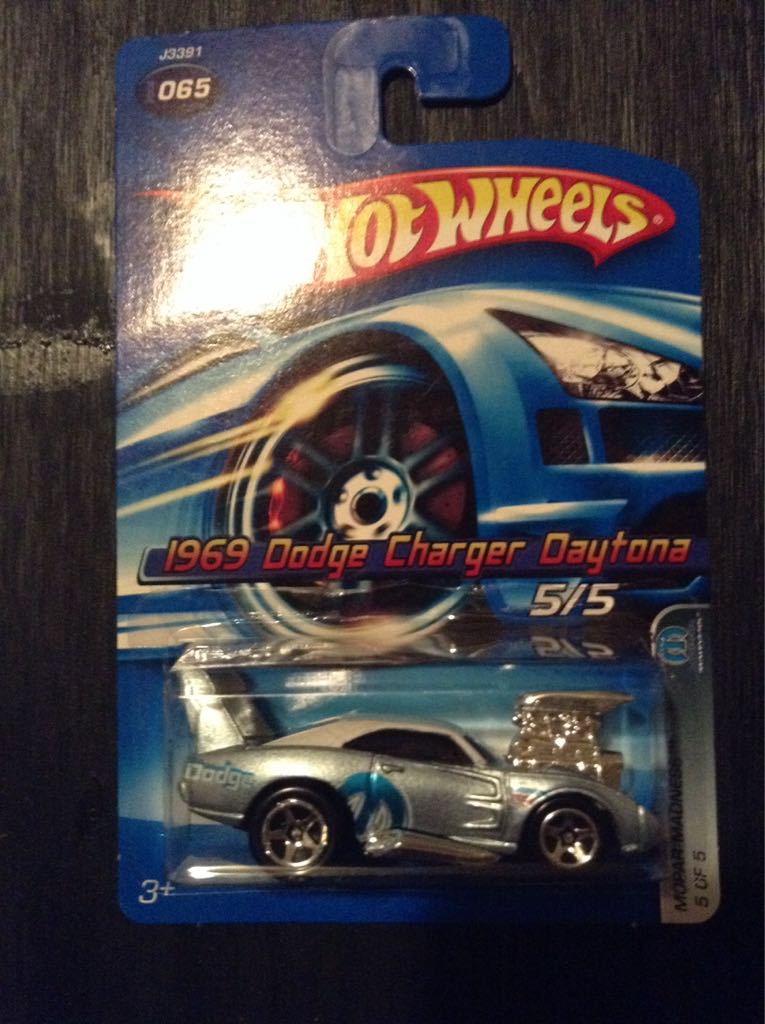 J3391
065
Hot Wheels®
1969 Dodge Charger Daytona
5/5
Dodge
MOPAR MADNESS
5 OF 5
3+